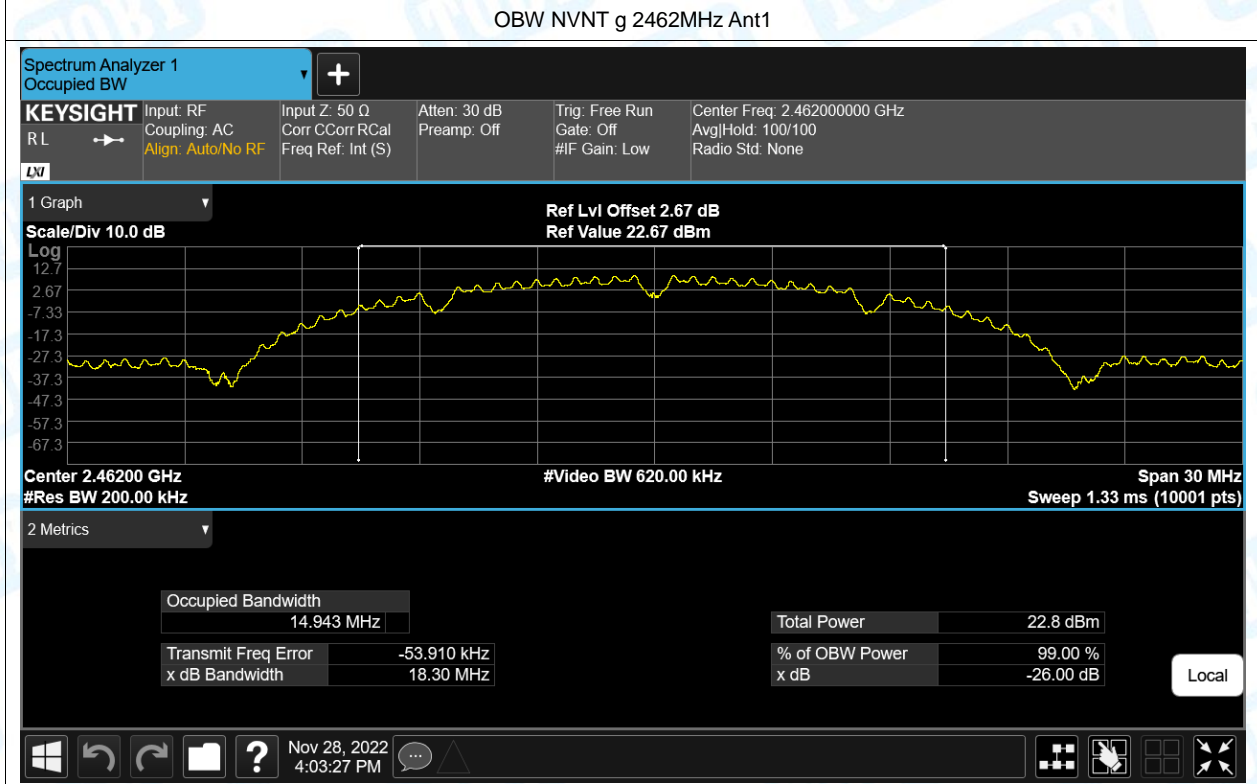 OBW NVNT g 2462MHz Ant1
Spectrum Analyzer 1
Occupied BW
+
KEYSIGHT
R L
LXI
Input: RF
Coupling: AC
Align: Auto/No RF
Input Z: 50 Ω
Corr CCorr RCal
Freq Ref: Int (S)
Atten: 30 dB
Preamp: Off
Trig: Free Run
Gate: Off
#IF Gain: Low
Center Freq: 2.462000000 GHz
Avg|Hold: 100/100
Radio Std: None
1 Graph
Scale/Div 10.0 dB
Ref Lvl Offset 2.67 dB
Ref Value 22.67 dBm
Log
12.7
2.67
-7.33
-17.3
-27.3
-37.3
-47.3
-57.3
-67.3
Center 2.46200 GHz
#Res BW 200.00 kHz
#Video BW 620.00 kHz
Span 30 MHz
Sweep 1.33 ms (10001 pts)
2 Metrics
Occupied Bandwidth
14.943 MHz
Transmit Freq Error -53.910 kHz
x dB Bandwidth 18.30 MHz
Total Power 22.8 dBm
% of OBW Power 99.00 %
x dB -26.00 dB
Local
?
Nov 28, 2022
4:03:27 PM